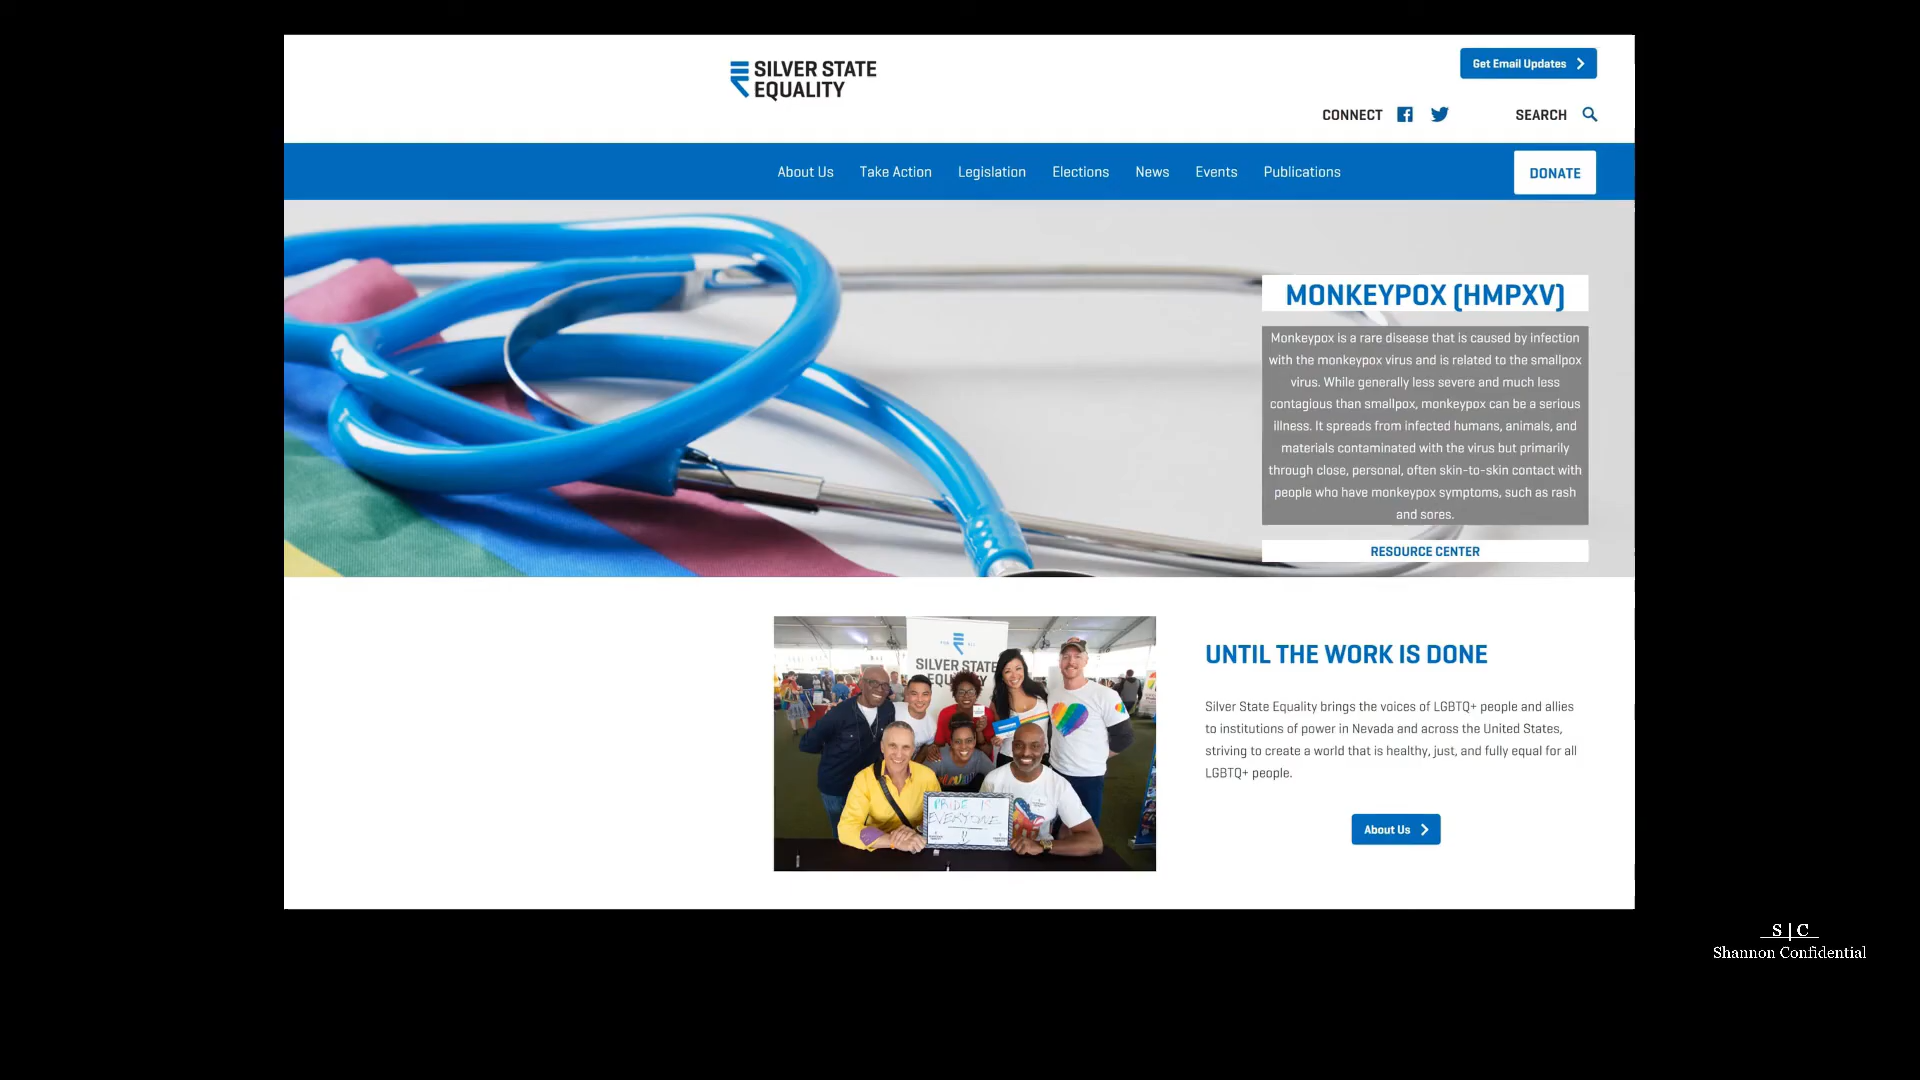 SILVER STATE
EQUALITY
Get Email Updates
CONNECT
SEARCH
About Us Take Action Legislation Elections News Events Publications
DONATE
MONKEYPOX (HMPXV)
Monkeypox is a rare disease that is caused by infection
with the monkeypox virus and is related to the smallpox
virus. While generally less severe and much less
contagious than smallpox, monkeypox can be a serious
illness. It spreads from infected humans, animals, and
materials contaminated with the virus but primarily
through close, personal, often skin-to-skin contact with
people who have monkeypox symptoms, such as rash
and sores.
RESOURCE CENTER
SILVER STATE
EQUALITY
PRIDE IS
EVERYONE
UNTIL THE WORK IS DONE
Silver State Equality brings the voices of LGBTQ+ people and allies
to institutions of power in Nevada and across the United States,
striving to create a world that is healthy, just, and fully equal for all
LGBTQ+ people.
About Us
S|C
Shannon Confidential